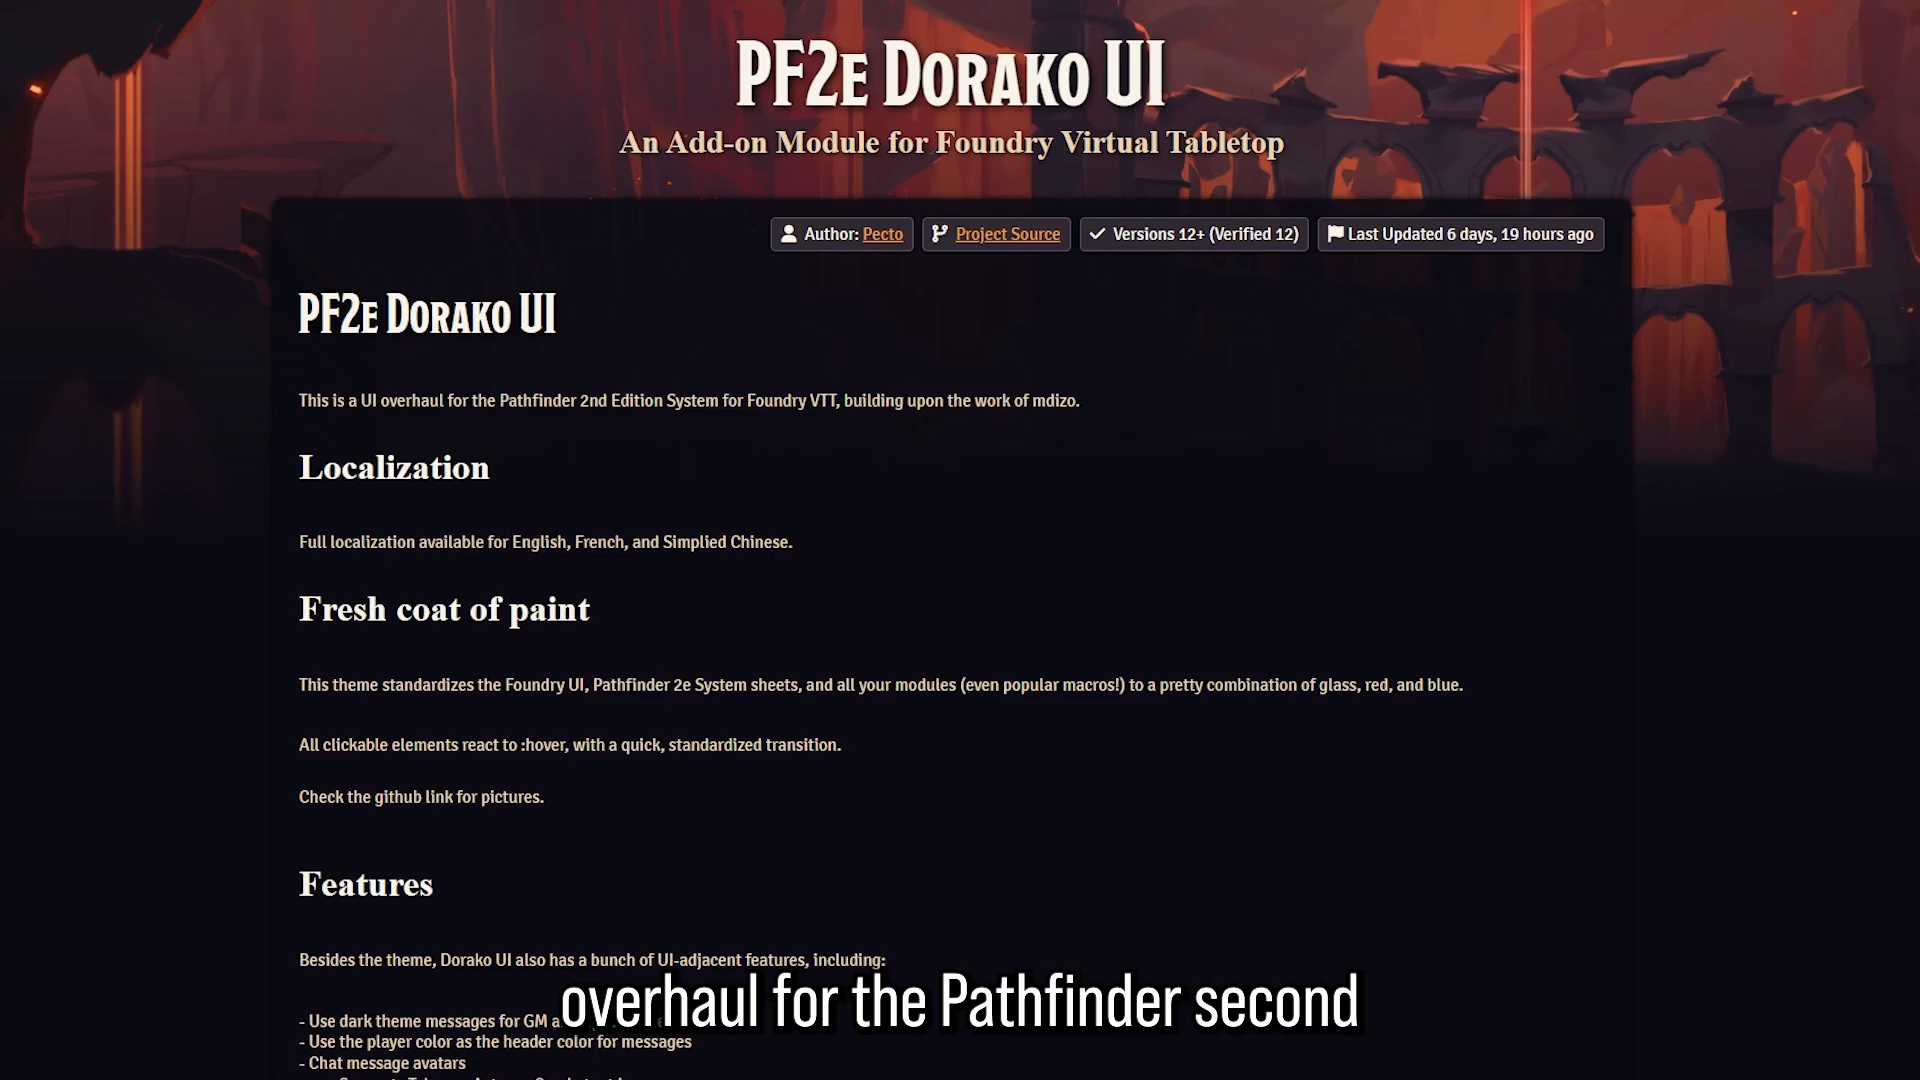 PF2E DORAKO UI
An Add-on Module for Foundry Virtual Tabletop
Author: Pecto
Project Source
Versions 12+ (Verified 12)
Last Updated 6 days, 19 hours ago
PF2E DORAKO UI
This is a UI overhaul for the Pathfinder 2nd Edition System for Foundry VTT, building upon the work of mdizo.
Localization
Full localization available for English, French, and Simplied Chinese.
Fresh coat of paint
This theme standardizes the Foundry UI, Pathfinder 2e System sheets, and all your modules (even popular macros!) to a pretty combination of glass, red, and blue.
All clickable elements react to :hover, with a quick, standardized transition.
Check the github link for pictures.
Features
Besides the theme, Dorako UI also has a bunch of UI-adjacent features, including:
overhaul for the Pathfinder second
- Use dark theme messages for GM
- Use the player color as the header color for messages
- Chat message avatars